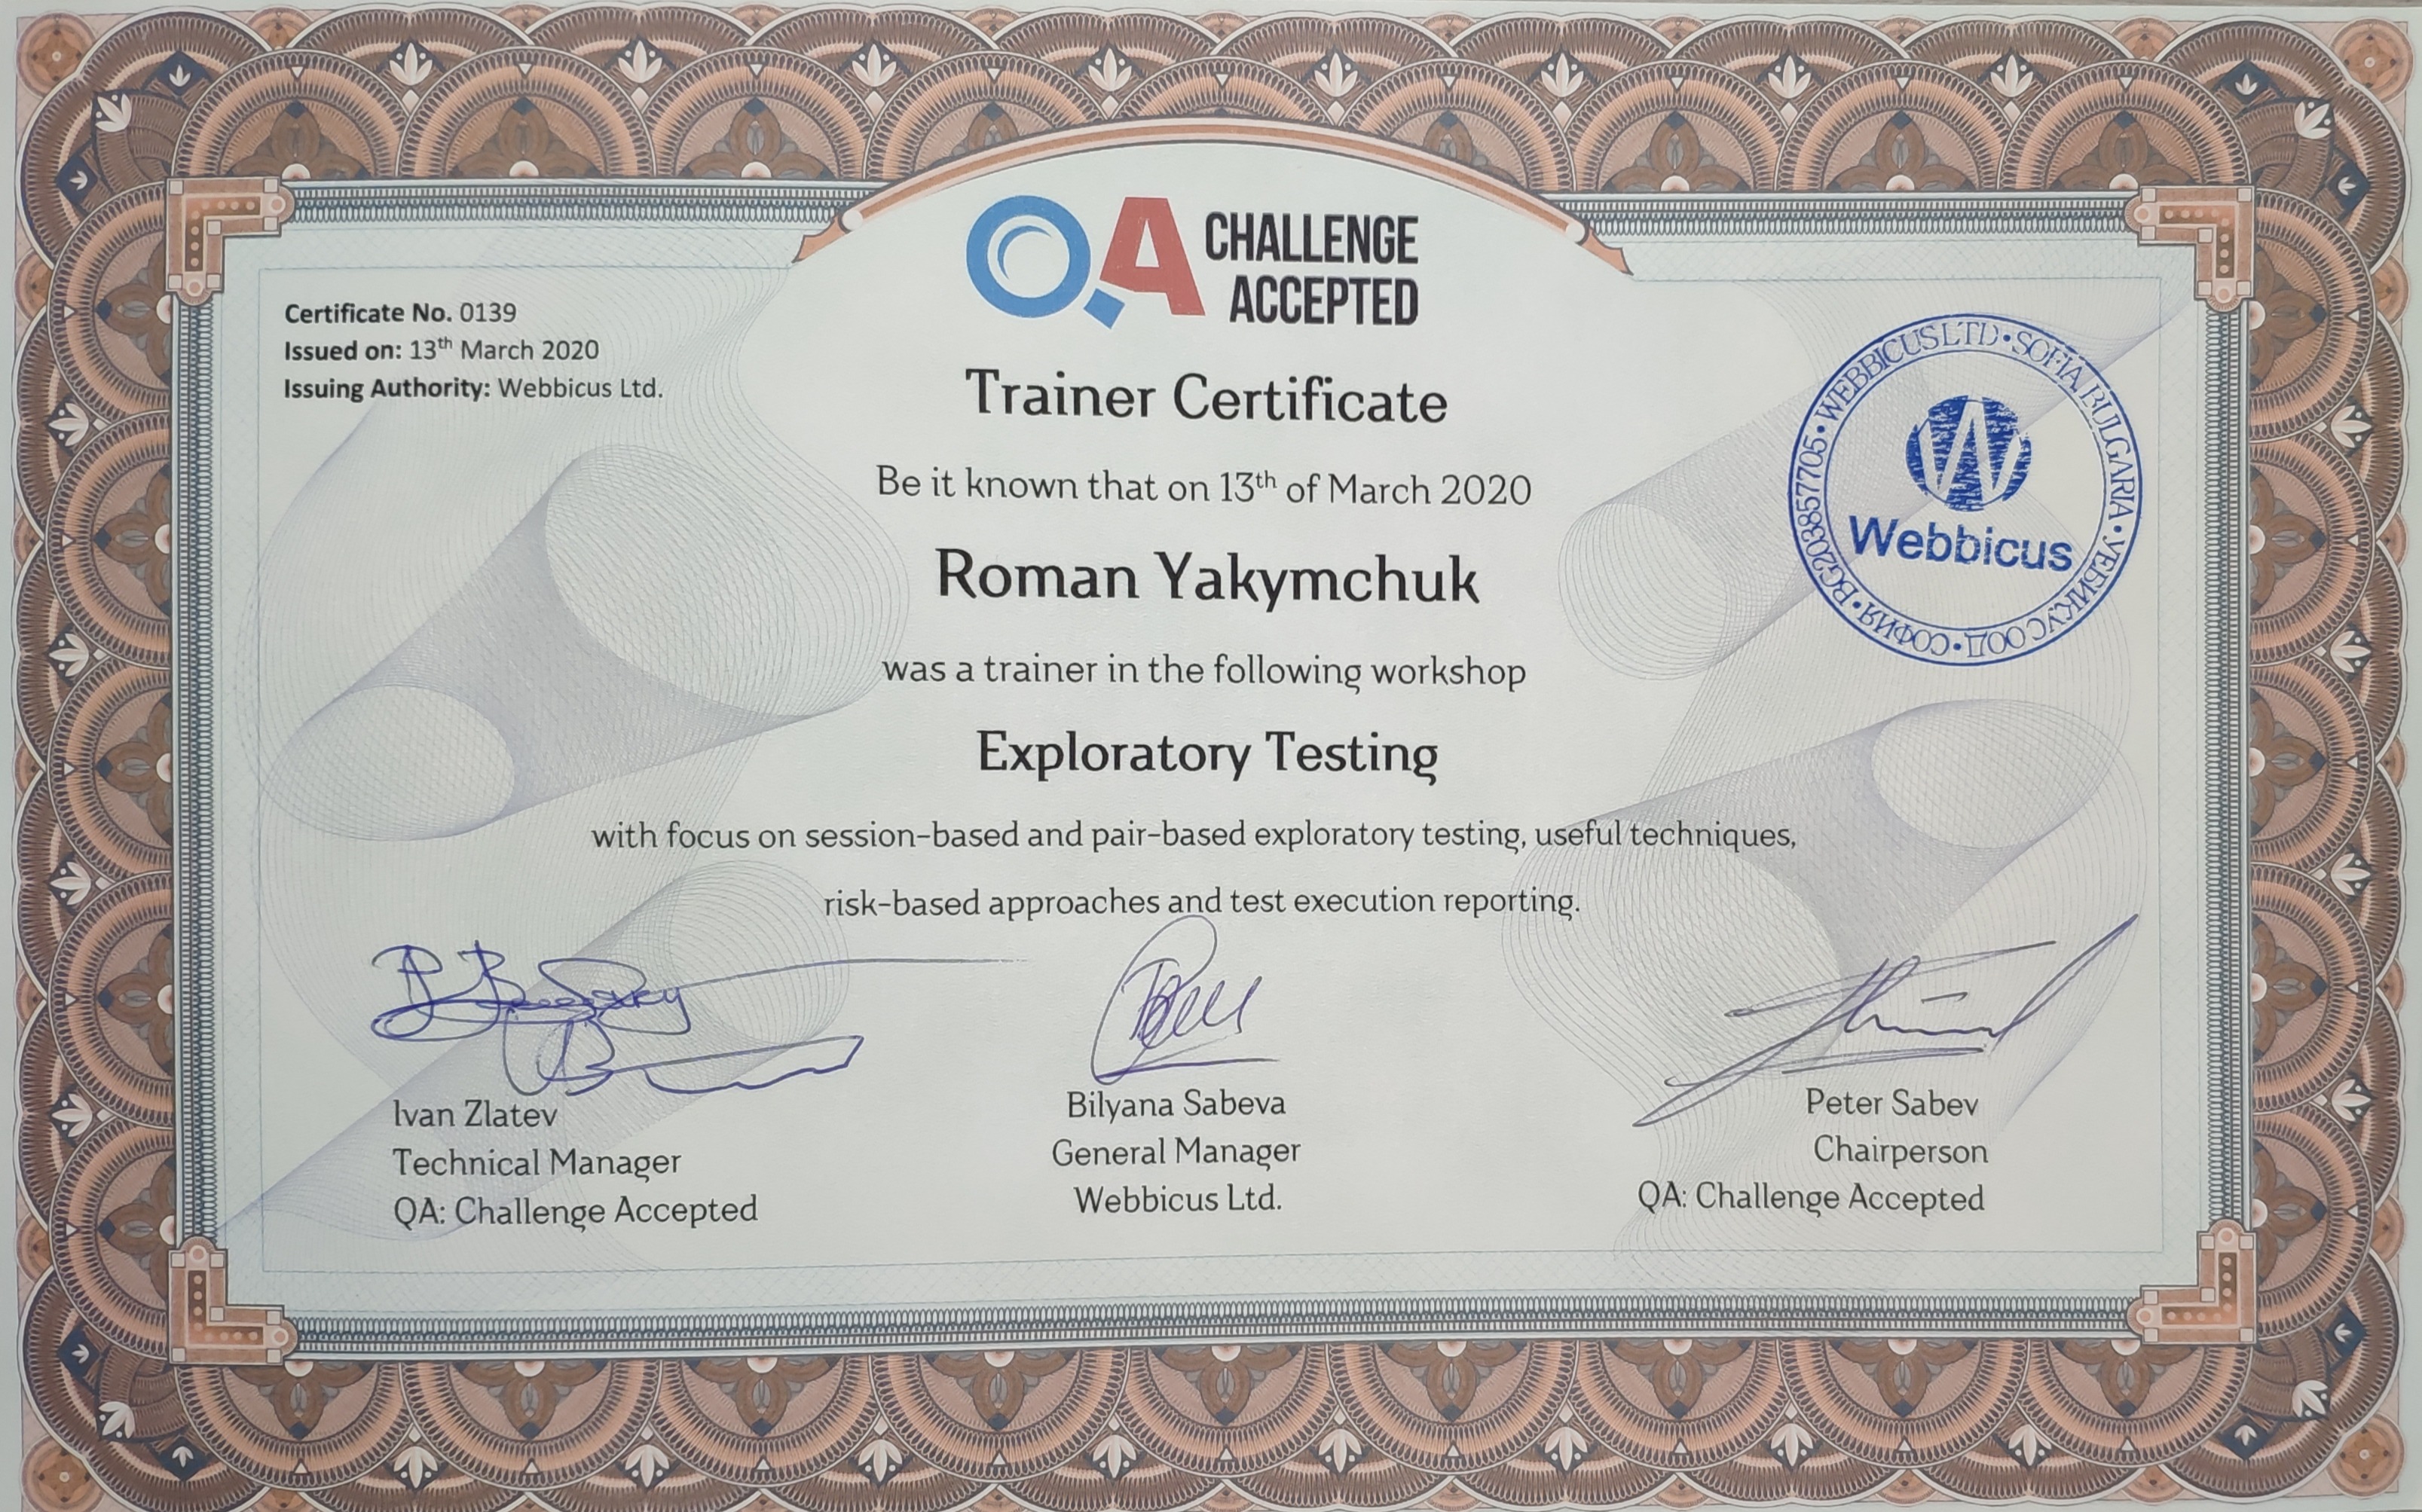 QA CHALLENGE
ACCEPTED
Certificate No. 0139
Issued on: 13th March 2020
Issuing Authority: Webbicus Ltd.
Trainer Certificate
Be it known that on 13th of March 2020
Roman Yakymchuk
was a trainer in the following workshop
Exploratory Testing
with focus on session-based and pair-based exploratory testing, useful techniques,
risk-based approaches and test execution reporting.
WEBBICUS LTD • SOFIA BULGARIA • УЕБИКУС ООД • СОФИЯ • BG203857705 •
Webbicus
Ivan Zlatev
Technical Manager
QA: Challenge Accepted
Bilyana Sabeva
General Manager
Webbicus Ltd.
Peter Sabev
Chairperson
QA: Challenge Accepted